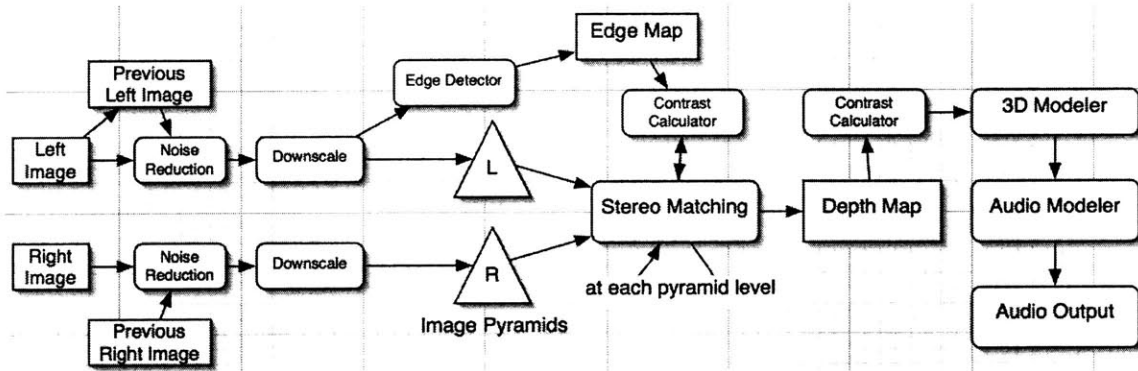 Edge Map
Previous
Left Image
Edge Detector
Left
Image
Noise
Reduction
Downscale
L
Contrast
Calculator
Contrast
Calculator
3D Modeler
Stereo Matching
Depth Map
Audio Modeler
Right
Image
Noise
Reduction
Downscale
R
at each pyramid level
Previous
Right Image
Image Pyramids
Audio Output